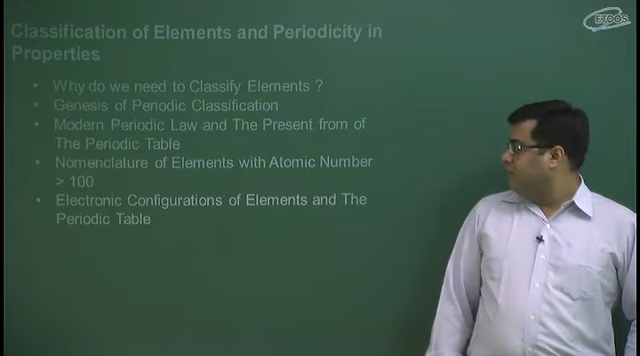 ETOOS
Classification of Elements and Periodicity in
Properties
• Why do we need to Classify Elements ?
• Genesis of Periodic Classification
• Modern Periodic Law and The Present from of
The Periodic Table
• Nomenclature of Elements with Atomic Number
> 100
• Electronic Configurations of Elements and The
Periodic Table